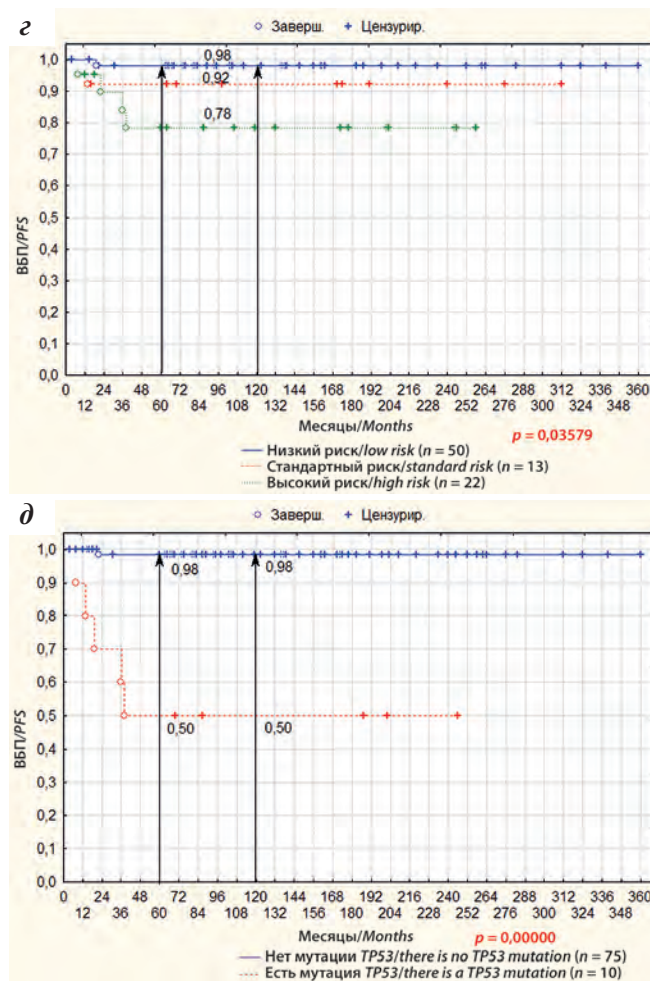 г
Заверш. Цензурир.
0,98
0,92
0,78
1,0
0,9
0,8
0,7
0,6
0,5
0,4
0,3
0,2
0,1
0,0
ВБП/PFS
0 24 48 72 96 120 144 168 192 216 240 264 288 312 336 360
12 36 60 84 108 132 156 180 204 228 252 276 300 324 348
Месяцы/Months
p = 0,03579
Низкий риск/low risk (n = 50)
Стандартный риск/standard risk (n = 13)
Высокий риск/high risk (n = 22)
д
Заверш. Цензурир.
0,98 0,98
0,50 0,50
1,0
0,9
0,8
0,7
0,6
0,5
0,4
0,3
0,2
0,1
0,0
ВБП/PFS
0 24 48 72 96 120 144 168 192 216 240 264 288 312 336 360
12 36 60 84 108 132 156 180 204 228 252 276 300 324 348
Месяцы/Months
p = 0,00000
Нет мутации TP53/there is no TP53 mutation (n = 75)
Есть мутация TP53/there is a TP53 mutation (n = 10)